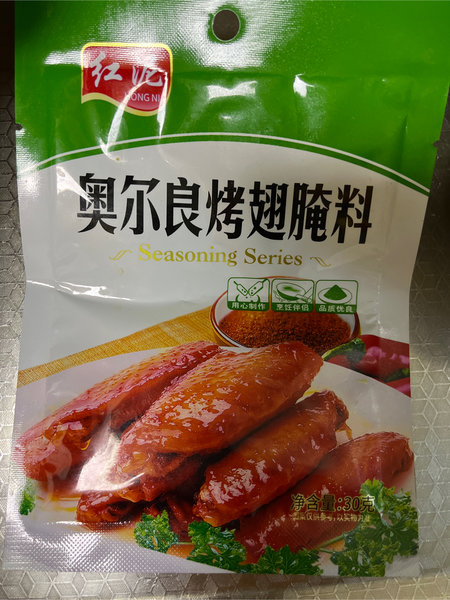 红泥
HONG NI
奥尔良烤翅腌料
Seasoning Series
用心制作 烹饪伴侣 品质优良
净含量:30克